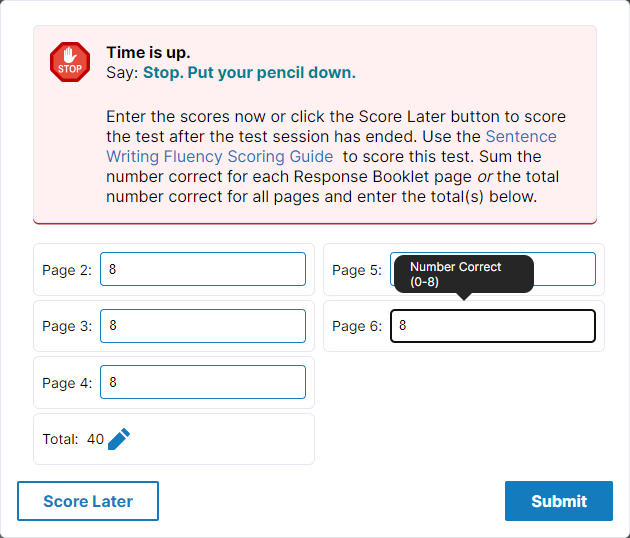 STOP
Time is up.
Say: Stop. Put your pencil down.
Enter the scores now or click the Score Later button to score
the test after the test session has ended. Use the Sentence
Writing Fluency Scoring Guide to score this test. Sum the
number correct for each Response Booklet page or the total
number correct for all pages and enter the total(s) below.
Page 2: 8
Page 5:
Number Correct
(0-8)
Page 3: 8
Page 6: 8
Page 4: 8
Total: 40
Score Later
Submit